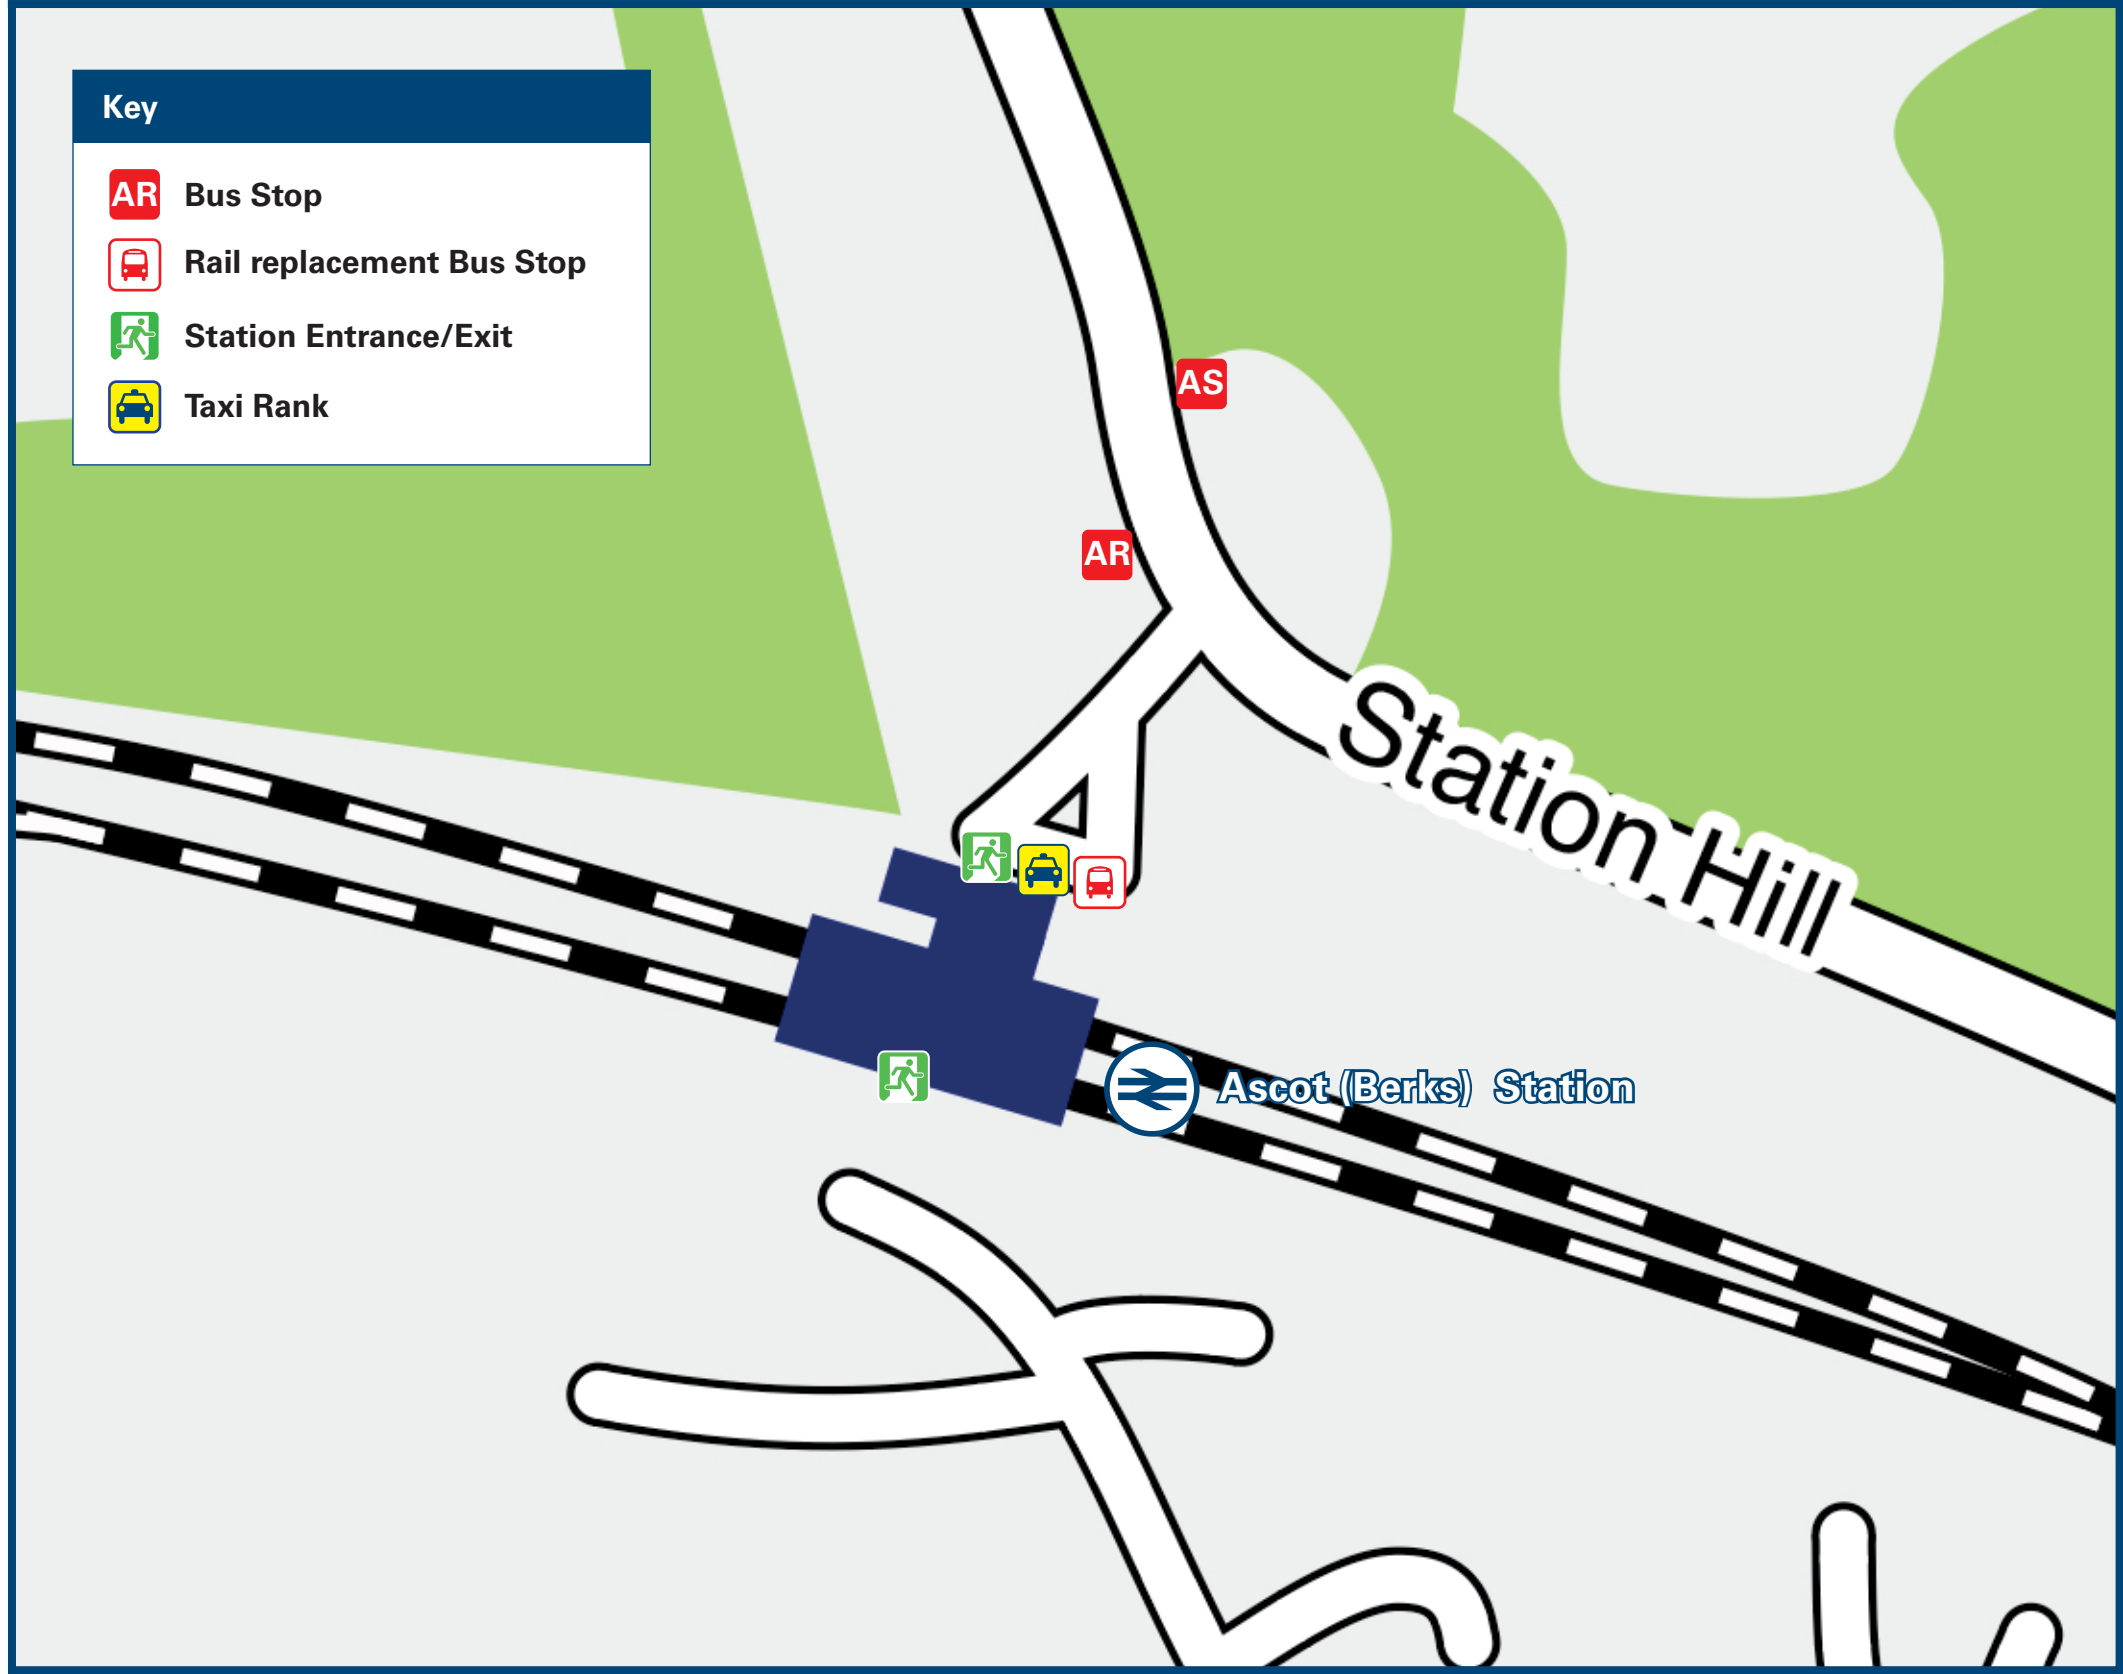 Key
AR Bus Stop
Rail replacement Bus Stop
Station Entrance/Exit
Taxi Rank
AS
AR
Station Hill
Ascot (Berks) Station